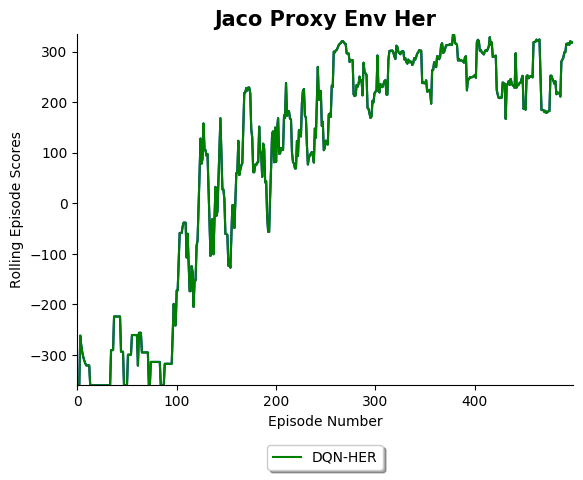 Jaco Proxy Env Her
Rolling Episode Scores
300
200
100
0
−100
−200
−300
0 100 200 300 400
Episode Number
DQN-HER